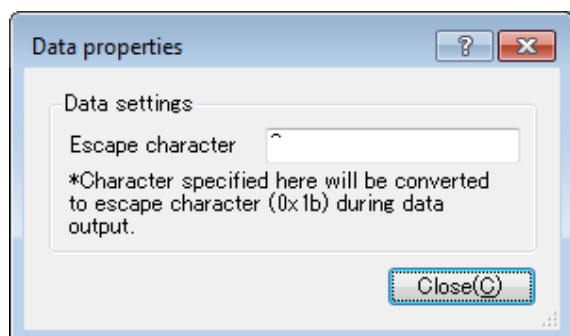 Data properties
?
Data settings
Escape character ^
*Character specified here will be converted
to escape character (0x1b) during data
output.
Close(C)